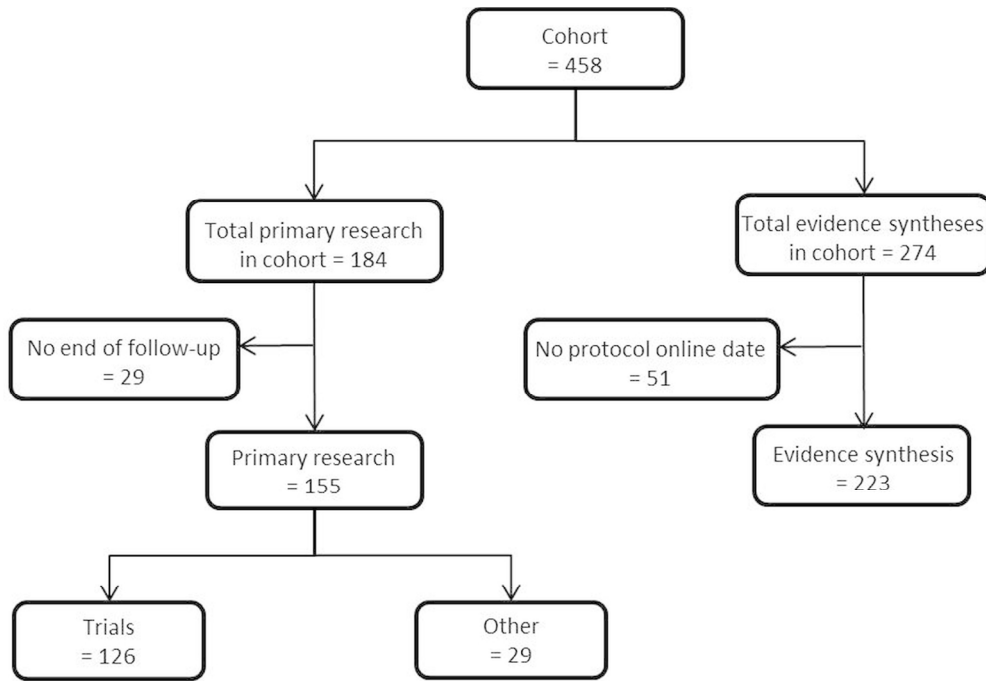 Cohort
= 458
Total primary research
in cohort = 184
Total evidence syntheses
in cohort = 274
No end of follow-up
= 29
No protocol online date
= 51
Primary research
= 155
Evidence synthesis
= 223
Trials
= 126
Other
= 29